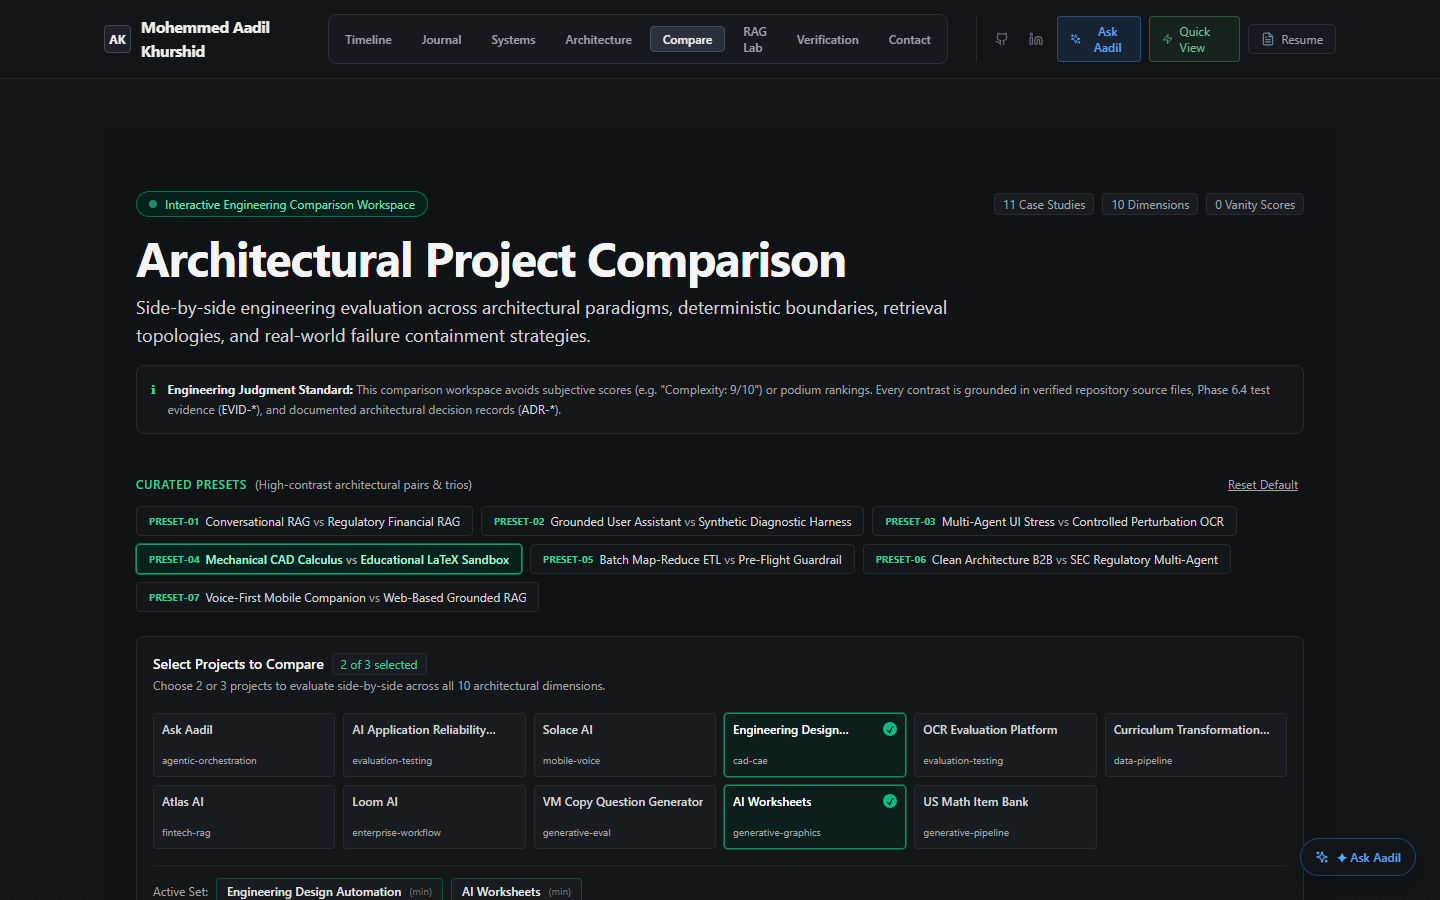 AK
Mohemmed Aadil
Khurshid
Timeline
Journal
Systems
Architecture
Compare
RAG
Lab
Verification
Contact
Ask
Aadil
Quick
View
Resume
Interactive Engineering Comparison Workspace
11 Case Studies
10 Dimensions
0 Vanity Scores
Architectural Project Comparison
Side-by-side engineering evaluation across architectural paradigms, deterministic boundaries, retrieval
topologies, and real-world failure containment strategies.
Engineering Judgment Standard: This comparison workspace avoids subjective scores (e.g. "Complexity: 9/10") or podium rankings. Every contrast is grounded in verified repository source files, Phase 6.4 test
evidence (EVID-*), and documented architectural decision records (ADR-*).
CURATED PRESETS (High-contrast architectural pairs & trios)
Reset Default
PRESET-01 Conversational RAG vs Regulatory Financial RAG
PRESET-02 Grounded User Assistant vs Synthetic Diagnostic Harness
PRESET-03 Multi-Agent UI Stress vs Controlled Perturbation OCR
PRESET-04 Mechanical CAD Calculus vs Educational LaTeX Sandbox
PRESET-05 Batch Map-Reduce ETL vs Pre-Flight Guardrail
PRESET-06 Clean Architecture B2B vs SEC Regulatory Multi-Agent
PRESET-07 Voice-First Mobile Companion vs Web-Based Grounded RAG
Select Projects to Compare
2 of 3 selected
Choose 2 or 3 projects to evaluate side-by-side across all 10 architectural dimensions.
Ask Aadil
agentic-orchestration
AI Application Reliability...
evaluation-testing
Solace AI
mobile-voice
Engineering Design...
cad-cae
OCR Evaluation Platform
evaluation-testing
Curriculum Transformation...
data-pipeline
Atlas AI
fintech-rag
Loom AI
enterprise-workflow
VM Copy Question Generator
generative-eval
AI Worksheets
generative-graphics
US Math Item Bank
generative-pipeline
Active Set:
Engineering Design Automation (min)
AI Worksheets (min)
✦ Ask Aadil